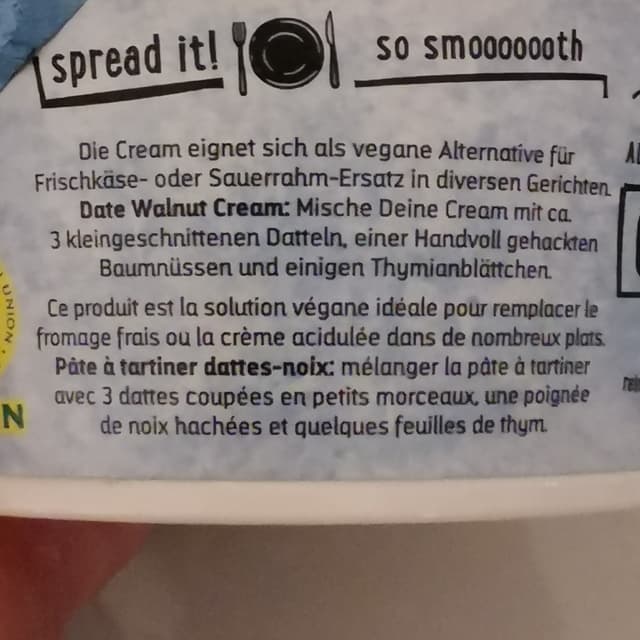 spread it!
so smooooooth
Die Cream eignet sich als vegane Alternative für
Frischkäse- oder Sauerrahm-Ersatz in diversen Gerichten.
Date Walnut Cream: Mische Deine Cream mit ca.
3 kleingeschnittenen Datteln, einer Handvoll gehackten
Baumnüssen und einigen Thymianblättchen.
Ce produit est la solution végane idéale pour remplacer le
fromage frais ou la crème acidulée dans de nombreux plats.
Pâte à tartiner dattes-noix: mélanger la pâte à tartiner
avec 3 dattes coupées en petits morceaux, une poignée
de noix hachées et quelques feuilles de thym.
UNION
N